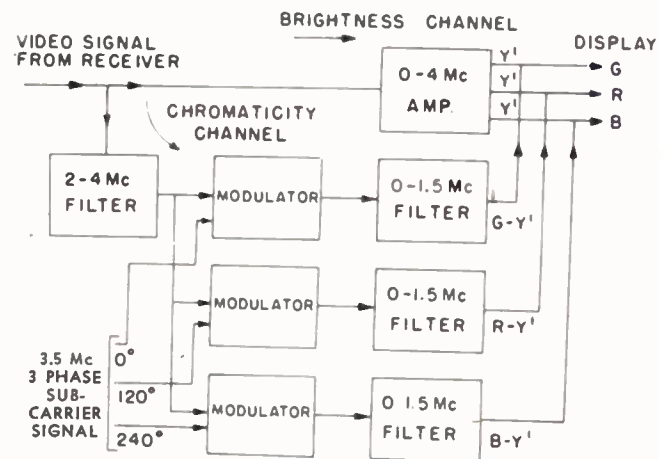 BRIGHTNESS CHANNEL
VIDEO SIGNAL
FROM RECEIVER
DISPLAY
Y'
G
0-4 Mc
AMP.
Y'
R
Y'
B
CHROMATICITY
CHANNEL
2-4 Mc
FILTER
MODULATOR
0-1.5 Mc
FILTER
G-Y'
MODULATOR
0-1.5 Mc
FILTER
R-Y'
3.5 Mc
3 PHASE
SUB-
CARRIER
SIGNAL
0°
120°
240°
MODULATOR
0 1.5 Mc
FILTER
B-Y'